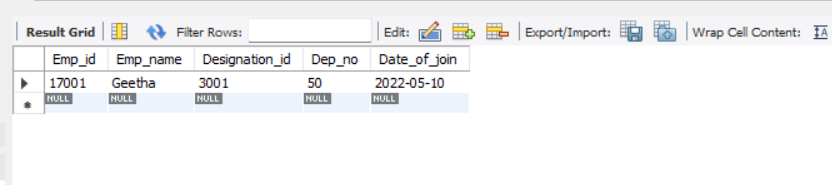 Result Grid Filter Rows: Edit: Export/Import: Wrap Cell Content: IA
Emp_id Emp_name Designation_id Dep_no Date_of_join
17001 Geetha 3001 50 2022-05-10
NULL NULL NULL NULL NULL